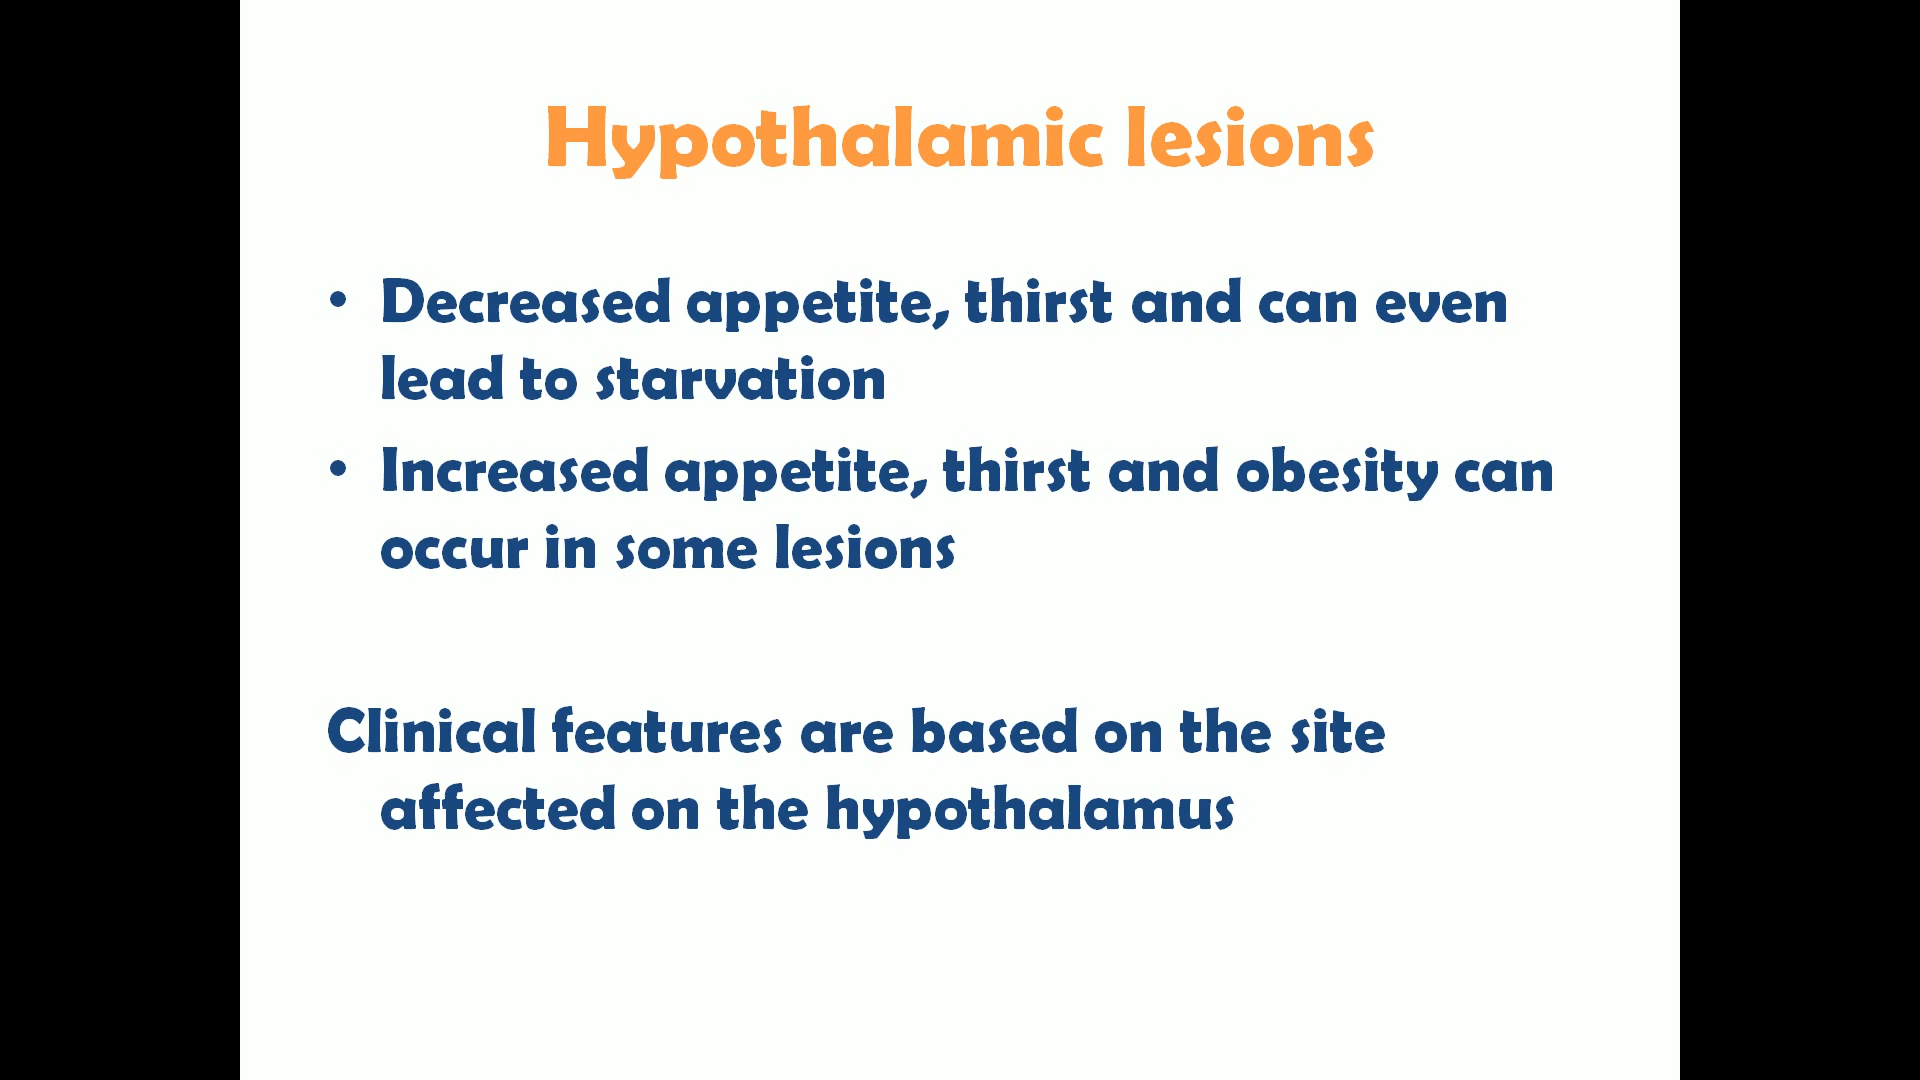 Hypothalamic lesions
• Decreased appetite, thirst and can even
lead to starvation
• Increased appetite, thirst and obesity can
occur in some lesions
Clinical features are based on the site
affected on the hypothalamus